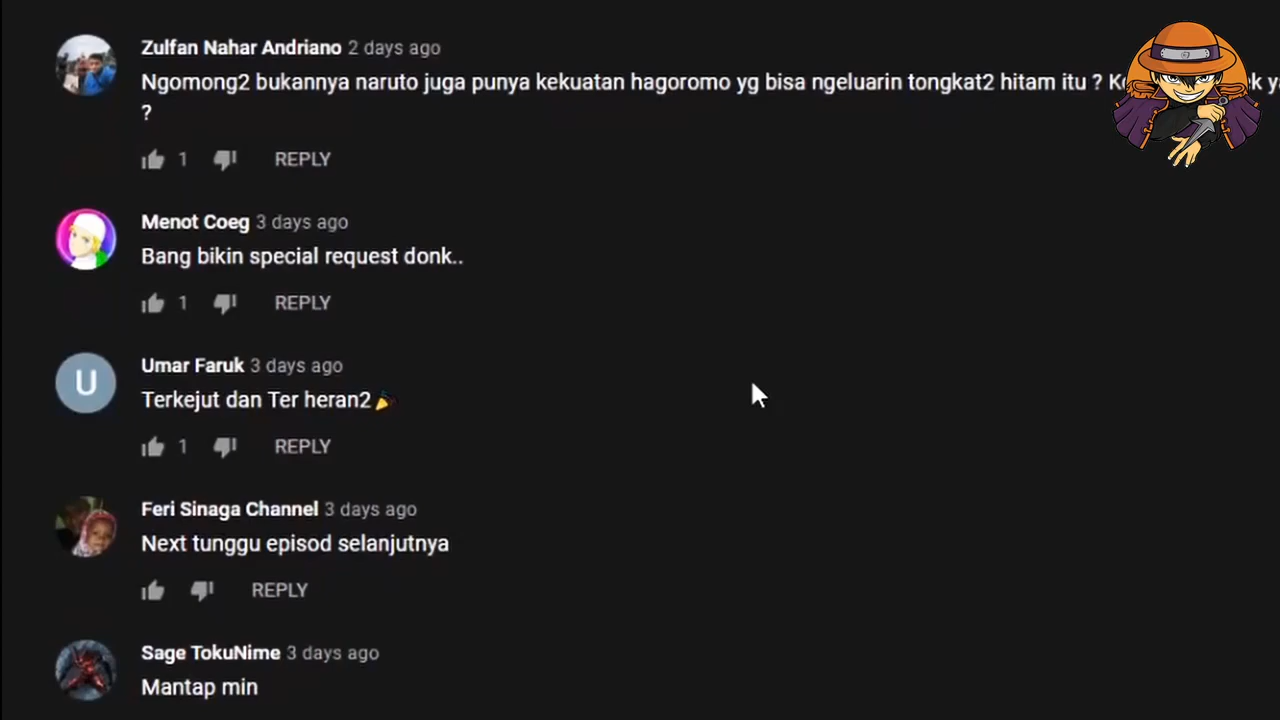 Zulfan Nahar Andriano 2 days ago
Ngomong2 bukannya naruto juga punya kekuatan hagoromo yg bisa ngeluarin tongkat2 hitam itu ?
?
1 REPLY
Menot Coeg 3 days ago
Bang bikin special request donk..
1 REPLY
U
Umar Faruk 3 days ago
Terkejut dan Ter heran2🎉
1 REPLY
Feri Sinaga Channel 3 days ago
Next tunggu episod selanjutnya
REPLY
Sage TokuNime 3 days ago
Mantap min